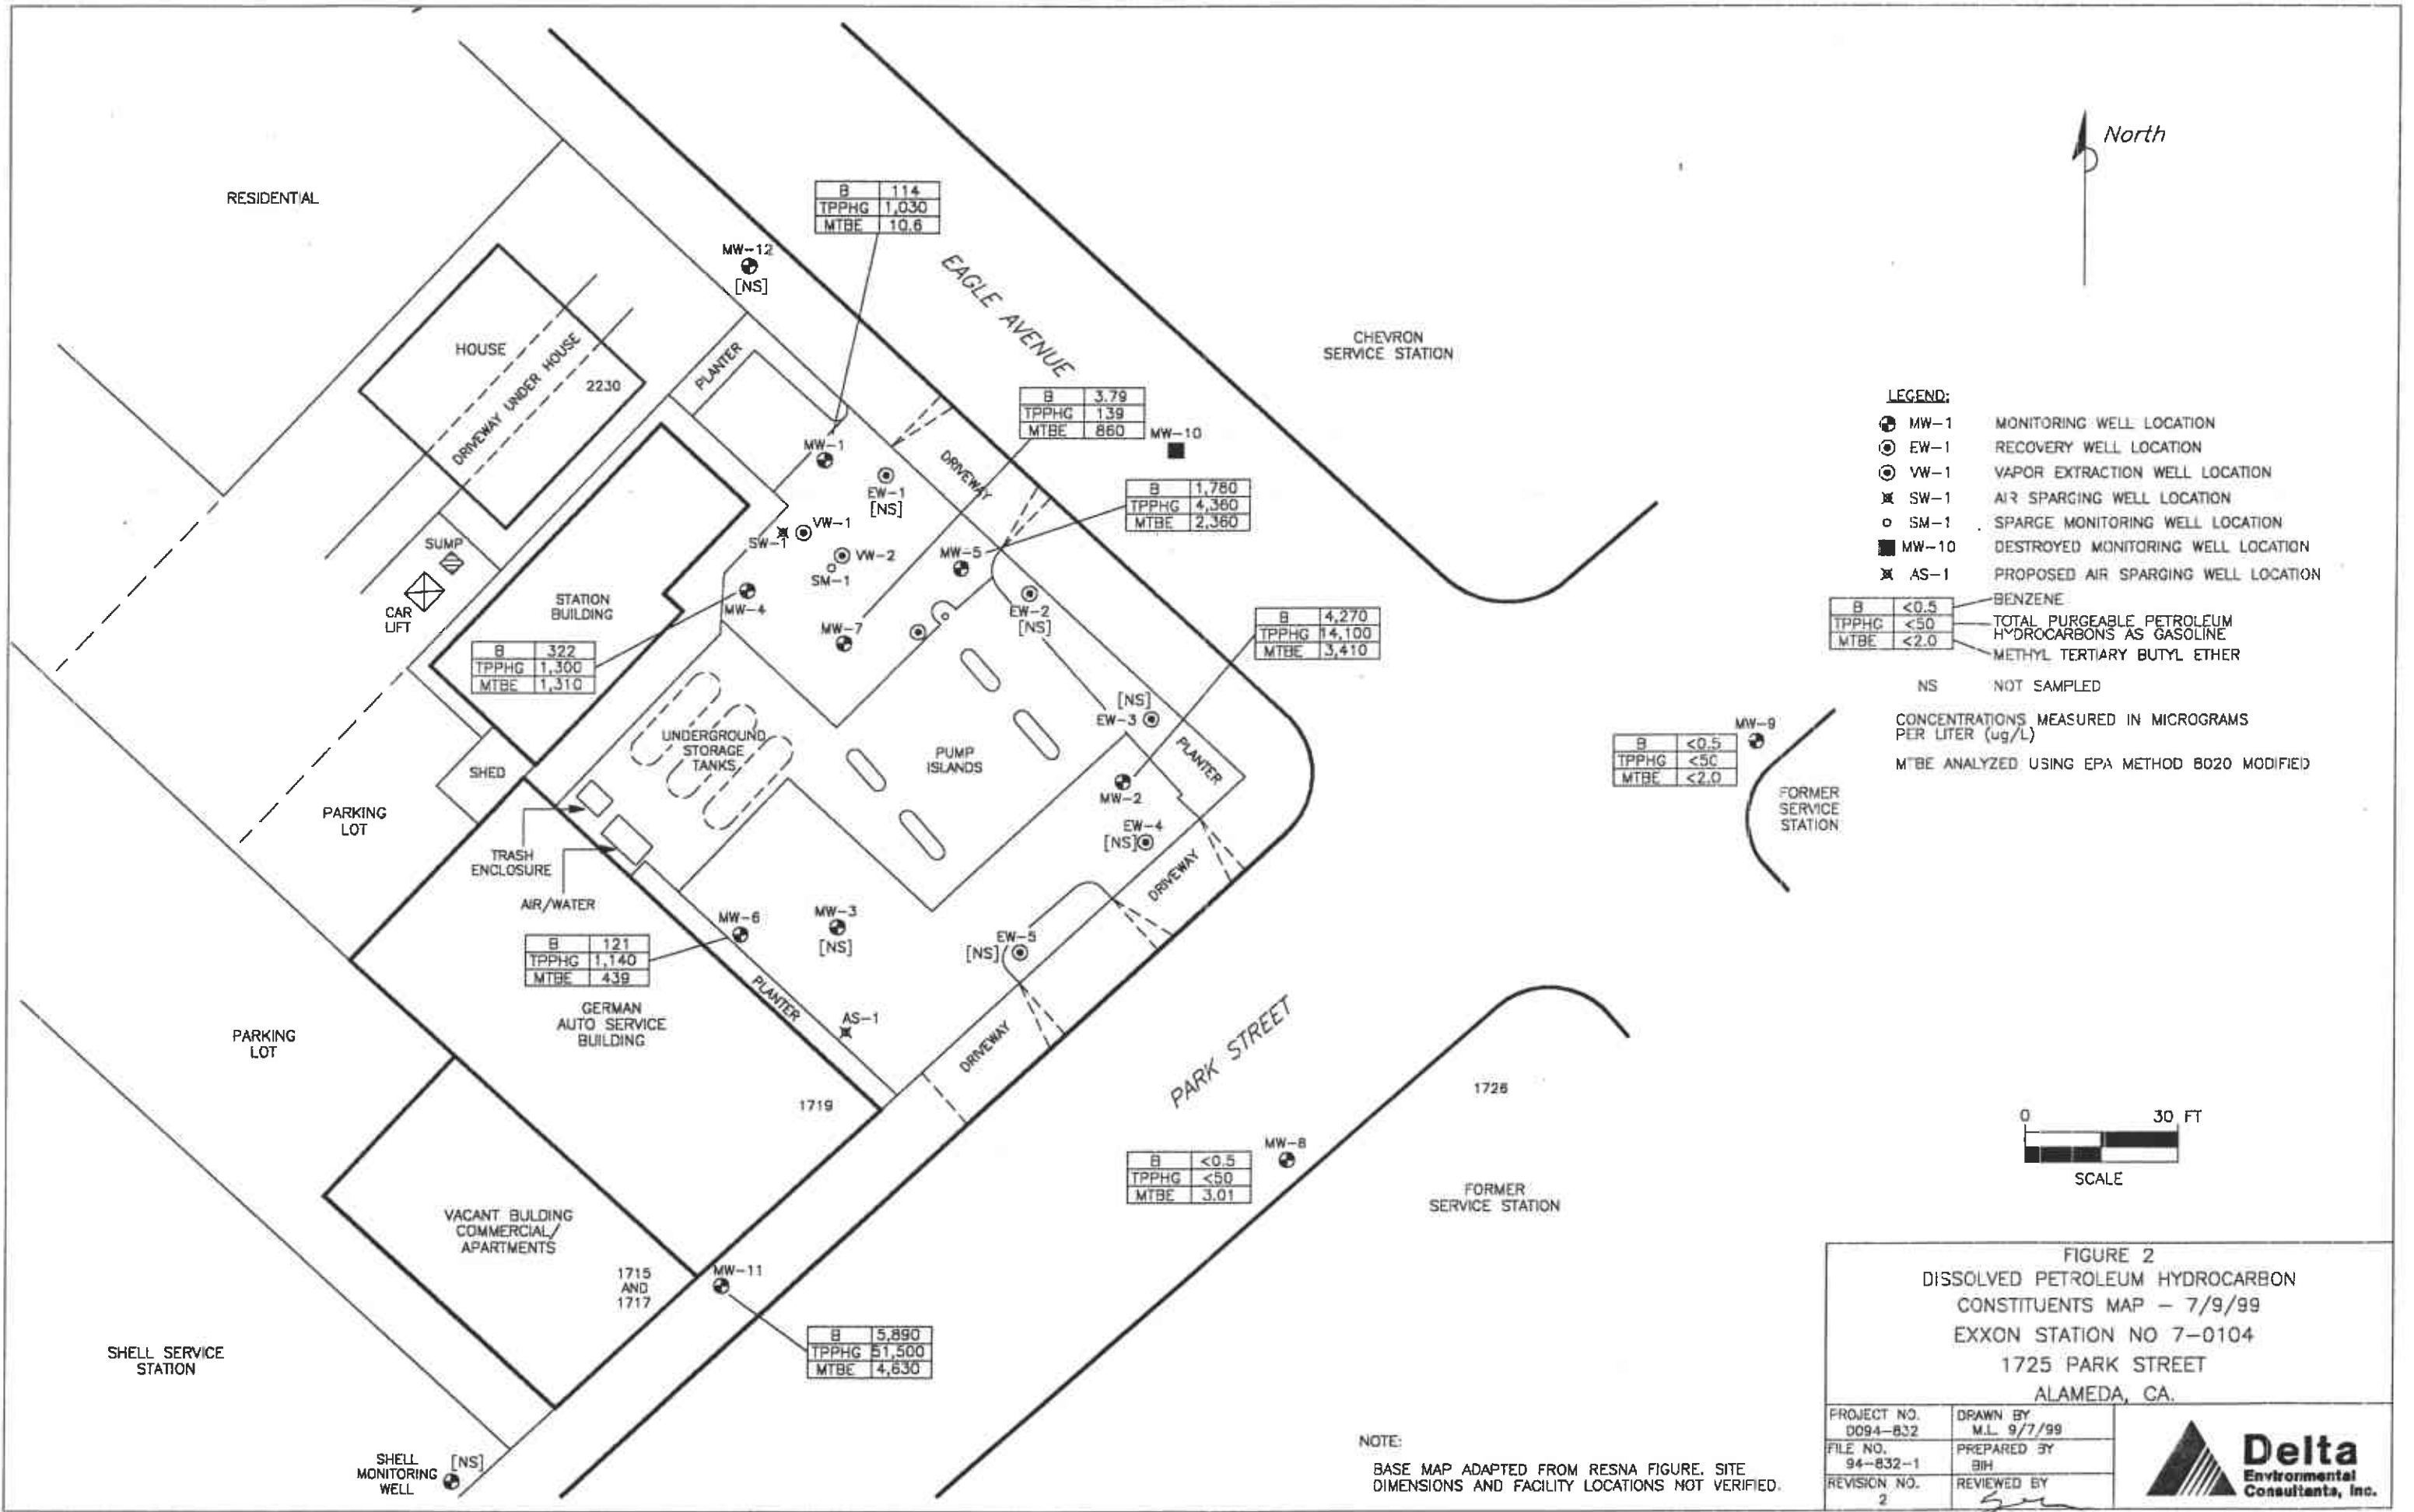 RESIDENTIAL
B 114
TPPHG 1,030
MTBE 10.6
MW-12
[NS]
EAGLE AVENUE
North
CHEVRON
SERVICE STATION
HOUSE
DRIVEWAY UNDER HOUSE
2230
PLANTER
B 3.79
TPPHG 139
MTBE 860
MW-10
MW-1
EW-1
[NS]
DRIVEWAY
B 1,780
TPPHG 4,360
MTBE 2,360
SW-1
VW-1
VW-2
SM-1
MW-5
SUMP
CAR
LIFT
STATION
BUILDING
MW-4
MW-7
EW-2
[NS]
B 322
TPPHG 1,300
MTBE 1,310
B 4,270
TPPHG 14,100
MTBE 3,410
UNDERGROUND
STORAGE
TANKS
PUMP
ISLANDS
[NS]
EW-3
PLANTER
MW-2
EW-4
[NS]
DRIVEWAY
SHED
PARKING
LOT
TRASH
ENCLOSURE
AIR/WATER
MW-6
MW-3
[NS]
EW-5
[NS]
B 121
TPPHG 1,140
MTBE 439
GERMAN
AUTO SERVICE
BUILDING
PLANTER
AS-1
DRIVEWAY
PARKING
LOT
1719
PARK STREET
1726
MW-8
B <0.5
TPPHG <50
MTBE 3.01
FORMER
SERVICE STATION
VACANT BULDING
COMMERCIAL/
APARTMENTS
1715
AND
1717
MW-11
B 5,890
TPPHG 51,500
MTBE 4,630
SHELL SERVICE
STATION
SHELL
MONITORING
WELL
[NS]
MW-9
B <0.5
TPPHG <50
MTBE <2.0
FORMER
SERVICE
STATION
LEGEND:
MW-1 MONITORING WELL LOCATION
EW-1 RECOVERY WELL LOCATION
VW-1 VAPOR EXTRACTION WELL LOCATION
SW-1 AIR SPARGING WELL LOCATION
SM-1 SPARGE MONITORING WELL LOCATION
MW-10 DESTROYED MONITORING WELL LOCATION
AS-1 PROPOSED AIR SPARGING WELL LOCATION
B <0.5 BENZENE
TPPHG <50 TOTAL PURGEABLE PETROLEUM
HYDROCARBONS AS GASOLINE
MTBE <2.0 METHYL TERTIARY BUTYL ETHER
NS NOT SAMPLED
CONCENTRATIONS MEASURED IN MICROGRAMS
PER LITER (ug/L)
MTBE ANALYZED USING EPA METHOD 8020 MODIFIED
0 30 FT
SCALE
NOTE:
BASE MAP ADAPTED FROM RESNA FIGURE. SITE
DIMENSIONS AND FACILITY LOCATIONS NOT VERIFIED.
FIGURE 2
DISSOLVED PETROLEUM HYDROCARBON
CONSTITUENTS MAP - 7/9/99
EXXON STATION NO 7-0104
1725 PARK STREET
ALAMEDA, CA.
PROJECT NO.
D094-832
DRAWN BY
M.L. 9/7/99
FILE NO.
94-832-1
PREPARED BY
BIH
REVISION NO.
2
REVIEWED BY
Delta
Environmental
Consultants, Inc.